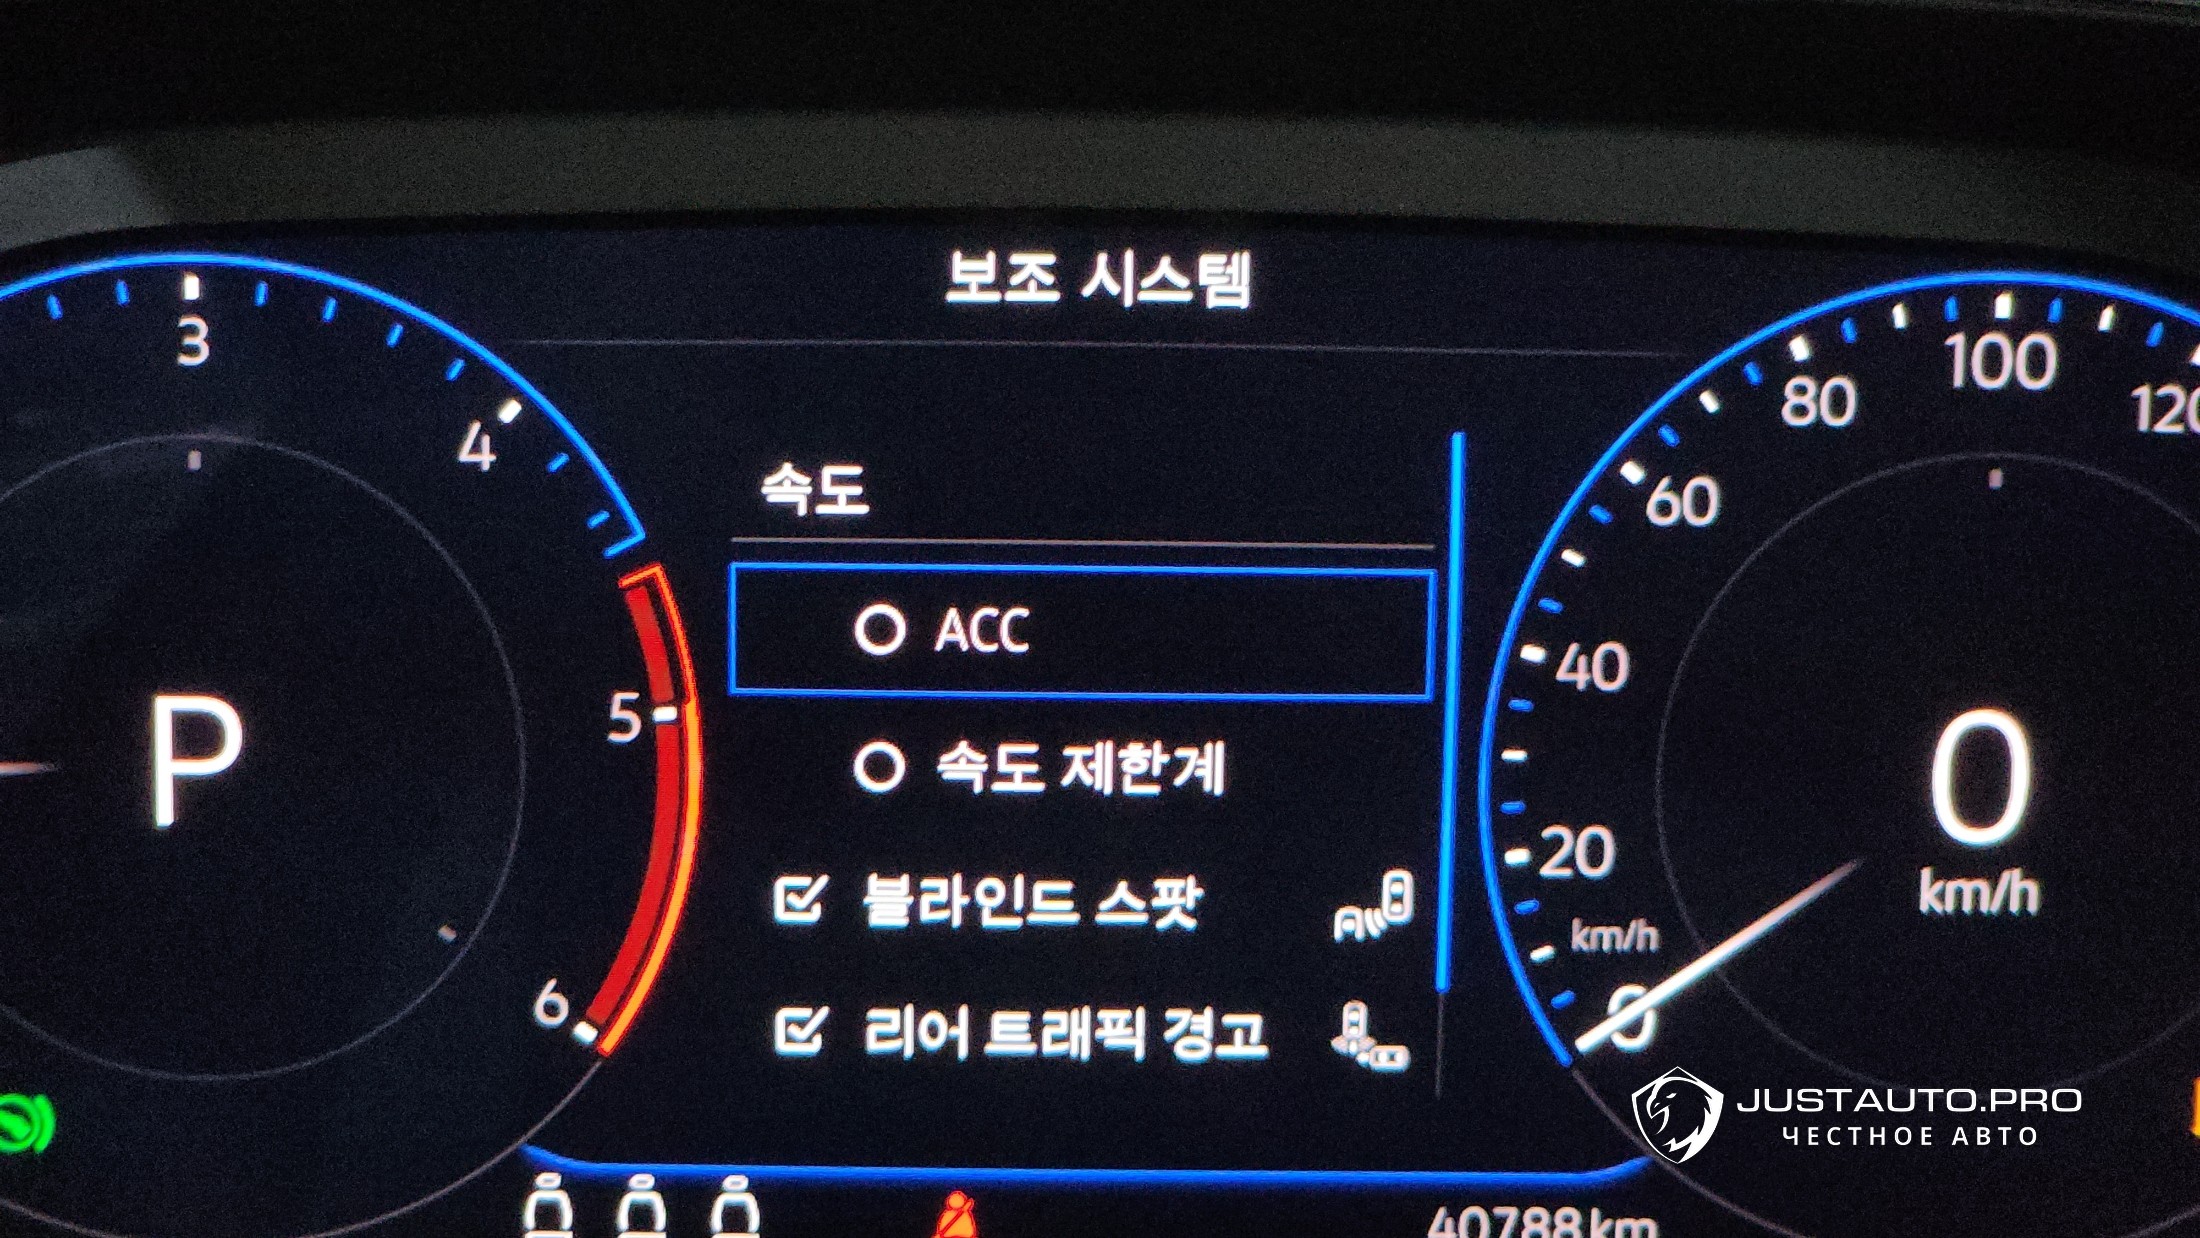 보조 시스템
3
4
5
6
P
속도
ACC
속도 제한계
블라인드 스팟
리어 트래픽 경고
120
100
80
60
40
20
km/h
0
0
km/h
40788km
JUSTAUTO.PRO
ЧЕСТНОЕ АВТО